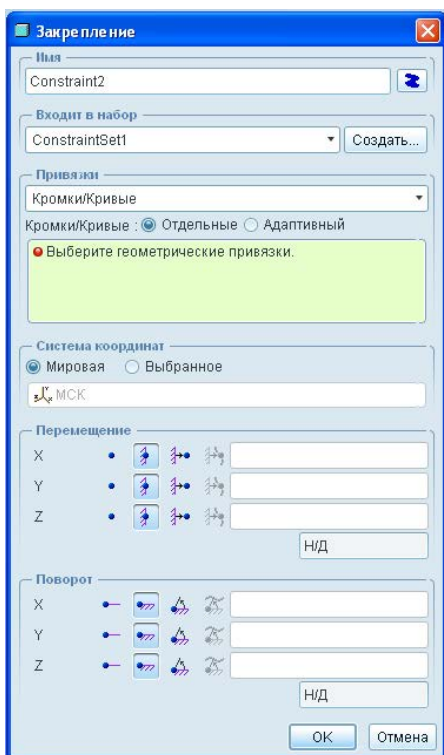 Закрепление
Имя
Constraint2
Входит в набор
ConstraintSet1 Создать...
Привязки
Кромки/Кривые
Кромки/Кривые : Отдельные Адаптивный
Выберите геометрические привязки.
Система координат
Мировая Выбранное
МСК
Перемещение
X
Y
Z
Н/Д
Поворот
X
Y
Z
Н/Д
OK Отмена